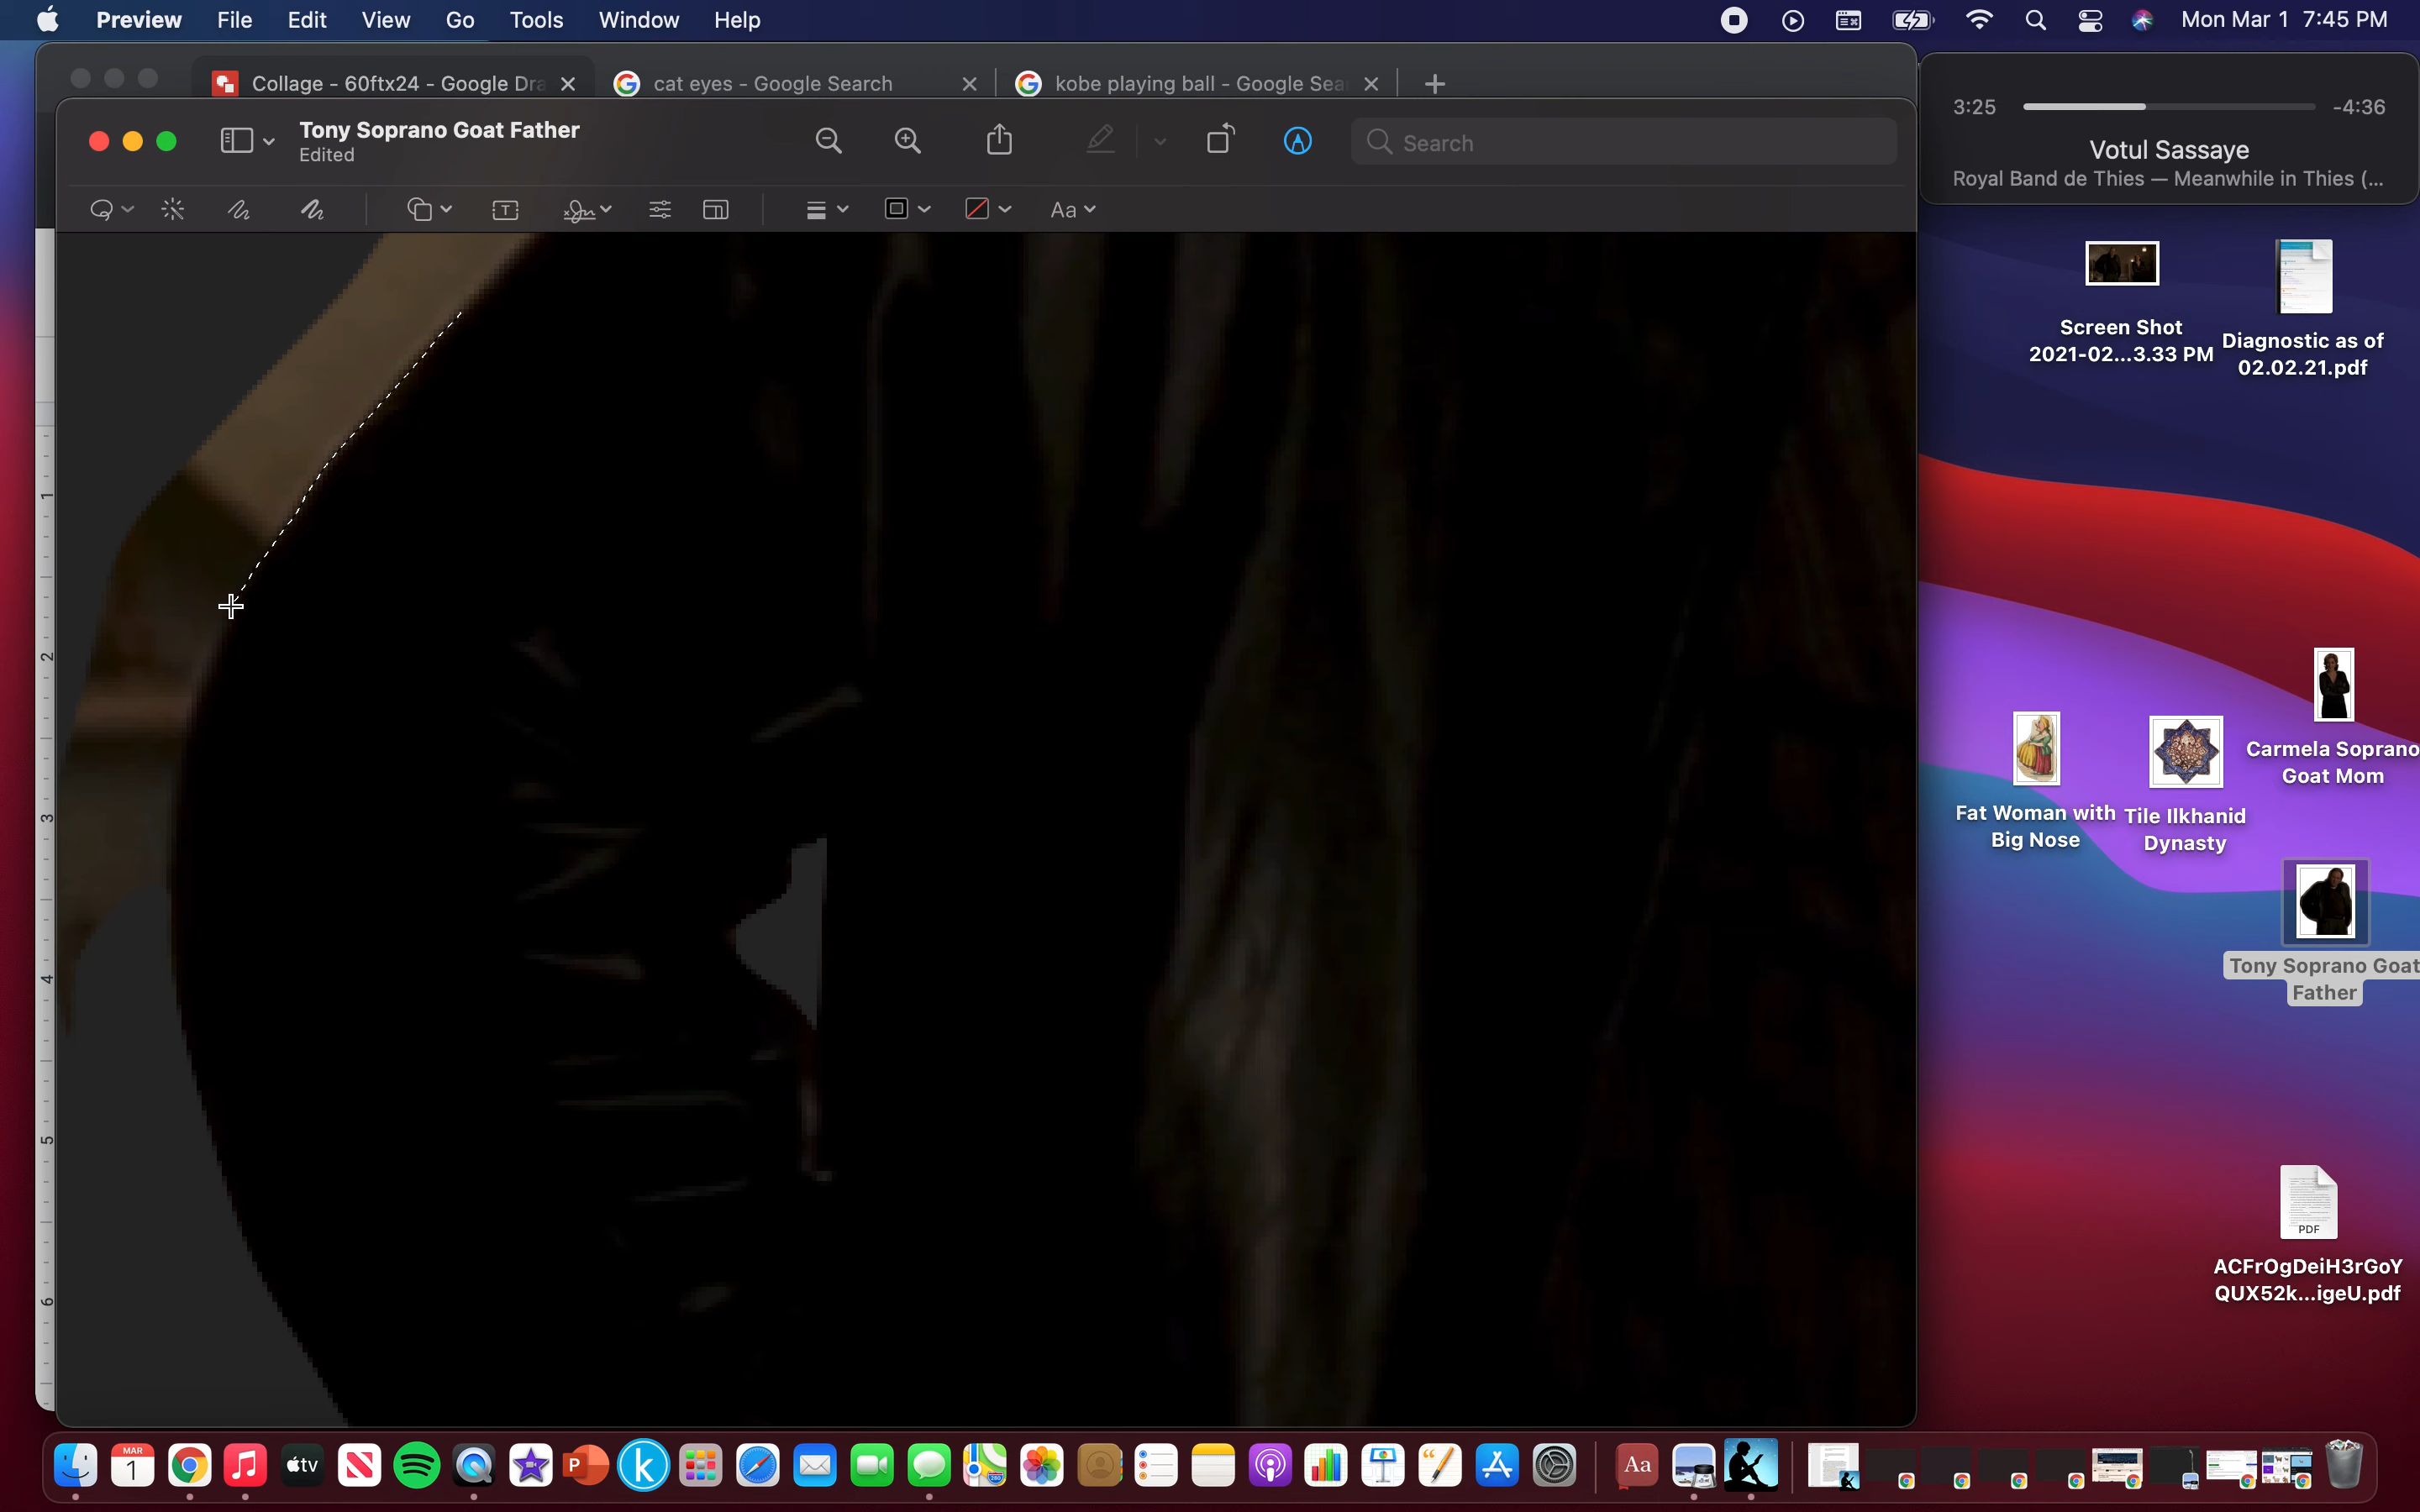 Preview File Edit View Go Tools Window Help Mon Mar 1 7:45 PM
Collage - 60ftx24 - Google Dra cat eyes - Google Search kobe playing ball - Google Sea
3:25 -4:36
Votul Sassaye
Royal Band de Thies — Meanwhile in Thies (...
Tony Soprano Goat Father
Edited
Search
T
Aa
1
2
3
4
5
6
Screen Shot
2021-02...3.33 PM
Diagnostic as of
02.02.21.pdf
Carmela Soprano
Goat Mom
Fat Woman with
Big Nose
Tile Ilkhanid
Dynasty
Tony Soprano Goat
Father
PDF
ACFrOgDeiH3rGoY
QUX52k...igeU.pdf
MAR
1
tv
P
k
280
Aa